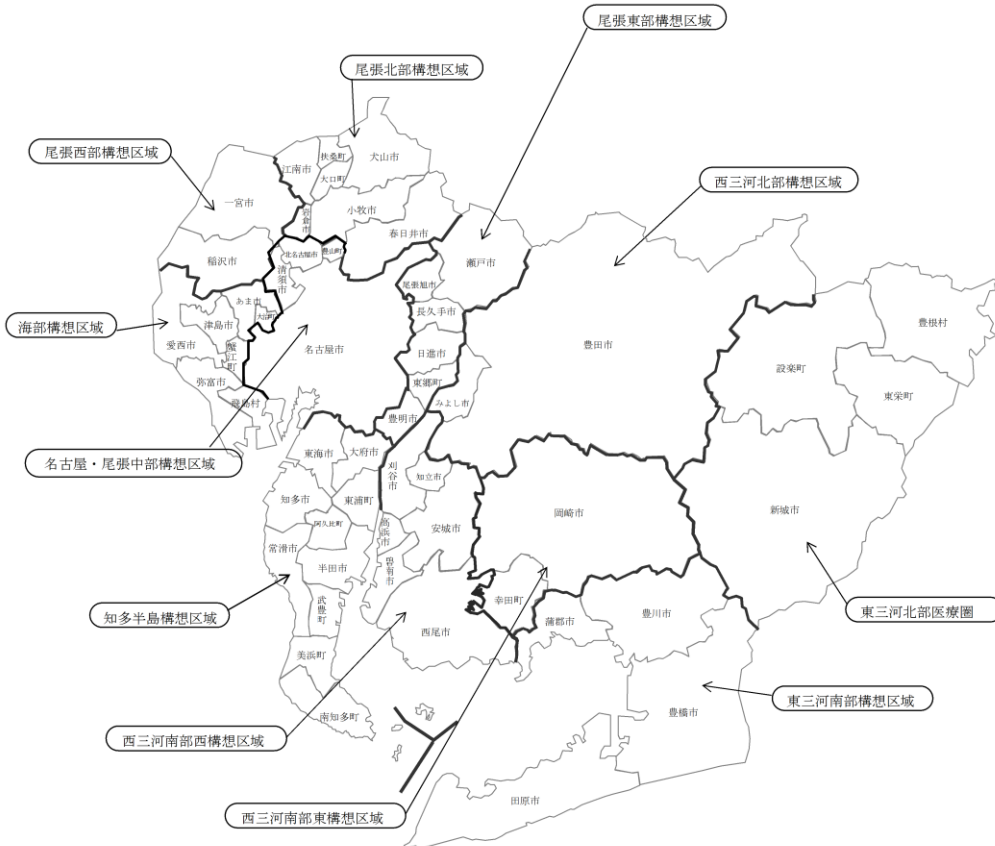 尾張東部構想区域
尾張北部構想区域
尾張西部構想区域
西三河北部構想区域
海部構想区域
名古屋・尾張中部構想区域
知多半島構想区域
東三河北部医療圏
東三河南部構想区域
西三河南部西構想区域
西三河南部東構想区域
扶桑町
犬山市
江南市
大口町
一宮市
岩倉市
小牧市
春日井市
稲沢市
北名古屋市
豊山町
清須市
瀬戸市
尾張旭市
あま市
大治町
長久手市
津島市
愛西市
蟹江町
名古屋市
日進市
豊田市
豊根村
設楽町
東栄町
弥富市
飛島村
東郷町
みよし市
豊明市
東海市
大府市
刈谷市
知立市
知多市
東浦町
阿久比町
高浜市
安城市
岡崎市
新城市
常滑市
半田市
碧南市
武豊町
西尾市
幸田町
蒲郡市
豊川市
美浜町
南知多町
豊橋市
田原市